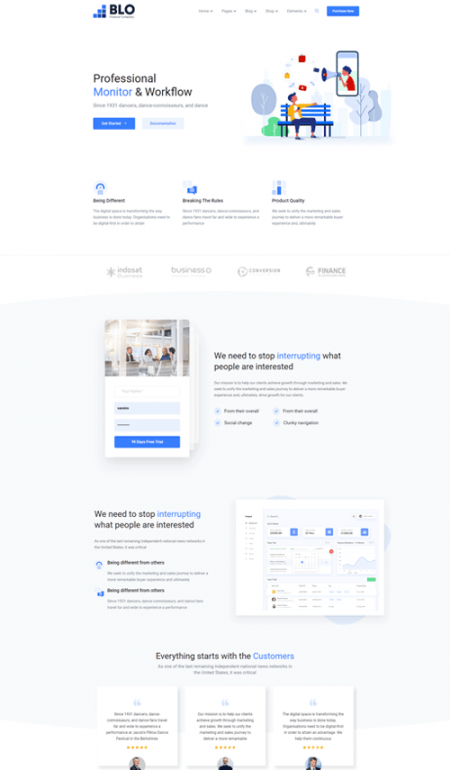 BLO
Home Pages Blog Shop Elements Purchase Now
Professional
Monitor & Workflow
Since 1931 dancers, dance connoisseurs, and dance
Get Started Documentation
Being Different
Breaking The Rules
Product Quality
The digital space is transforming the way
business is done today. Organisations need to
be digital first in order to attain
Since 1931 dancers, dance connoisseurs, and
dance fans travel far and wide to experience a
performance
We seek to unify the marketing and sales
journey to deliver a more remarkable buyer
experience and, ultimately
indosat
business
CONVERSION
FINANCE
We need to stop interrupting what
people are interested
Our mission is to help our clients achieve growth through marketing and sales. We
seek to unify the marketing and sales journey to deliver a more remarkable buyer
experience and, ultimately, drive growth for our clients.
From their overall
From their overall
Social change
Clunky navigation
14 Days Free Trial
We need to stop interrupting
what people are interested
As one of the last remaining Independent national news networks in
the United States, it was critical
Being different from others
We seek to unify the marketing and sales journey to deliver a
more remarkable buyer experience and, ultimately
Being different from others
Since 1931, dancers, dance connoisseurs, and dance fans
travel far and wide to experience a performance
Everything starts with the Customers
As one of the last remaining Independent national news networks in
the United States, it was critical
Since 1931, dancers, dance
connoisseurs, and dance fans travel
far and wide to experience a
performance at Jacob's Pillow Dance
Festival in the Berkshires
Our mission is to help our clients
achieve growth through marketing
and sales. We seek to unify the
marketing and sales journey to
deliver a more remarkable
The digital space is transforming the
way business is done today.
Organisations need to be digital first in
order to attain an advantage. We
help them continuous